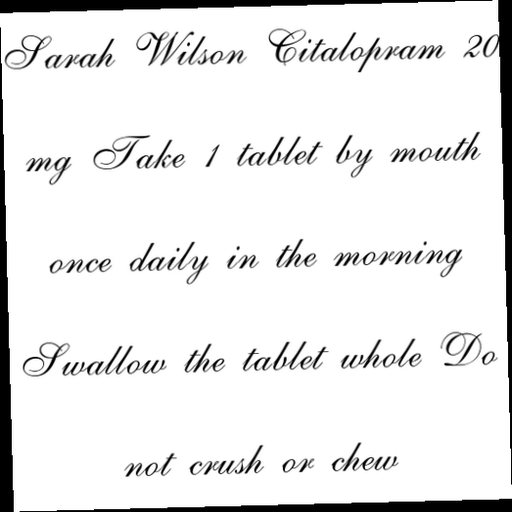 Sarah Wilson Citalopram 20
mg Take 1 tablet by mouth
once daily in the morning
Swallow the tablet whole Do
not crush or chew